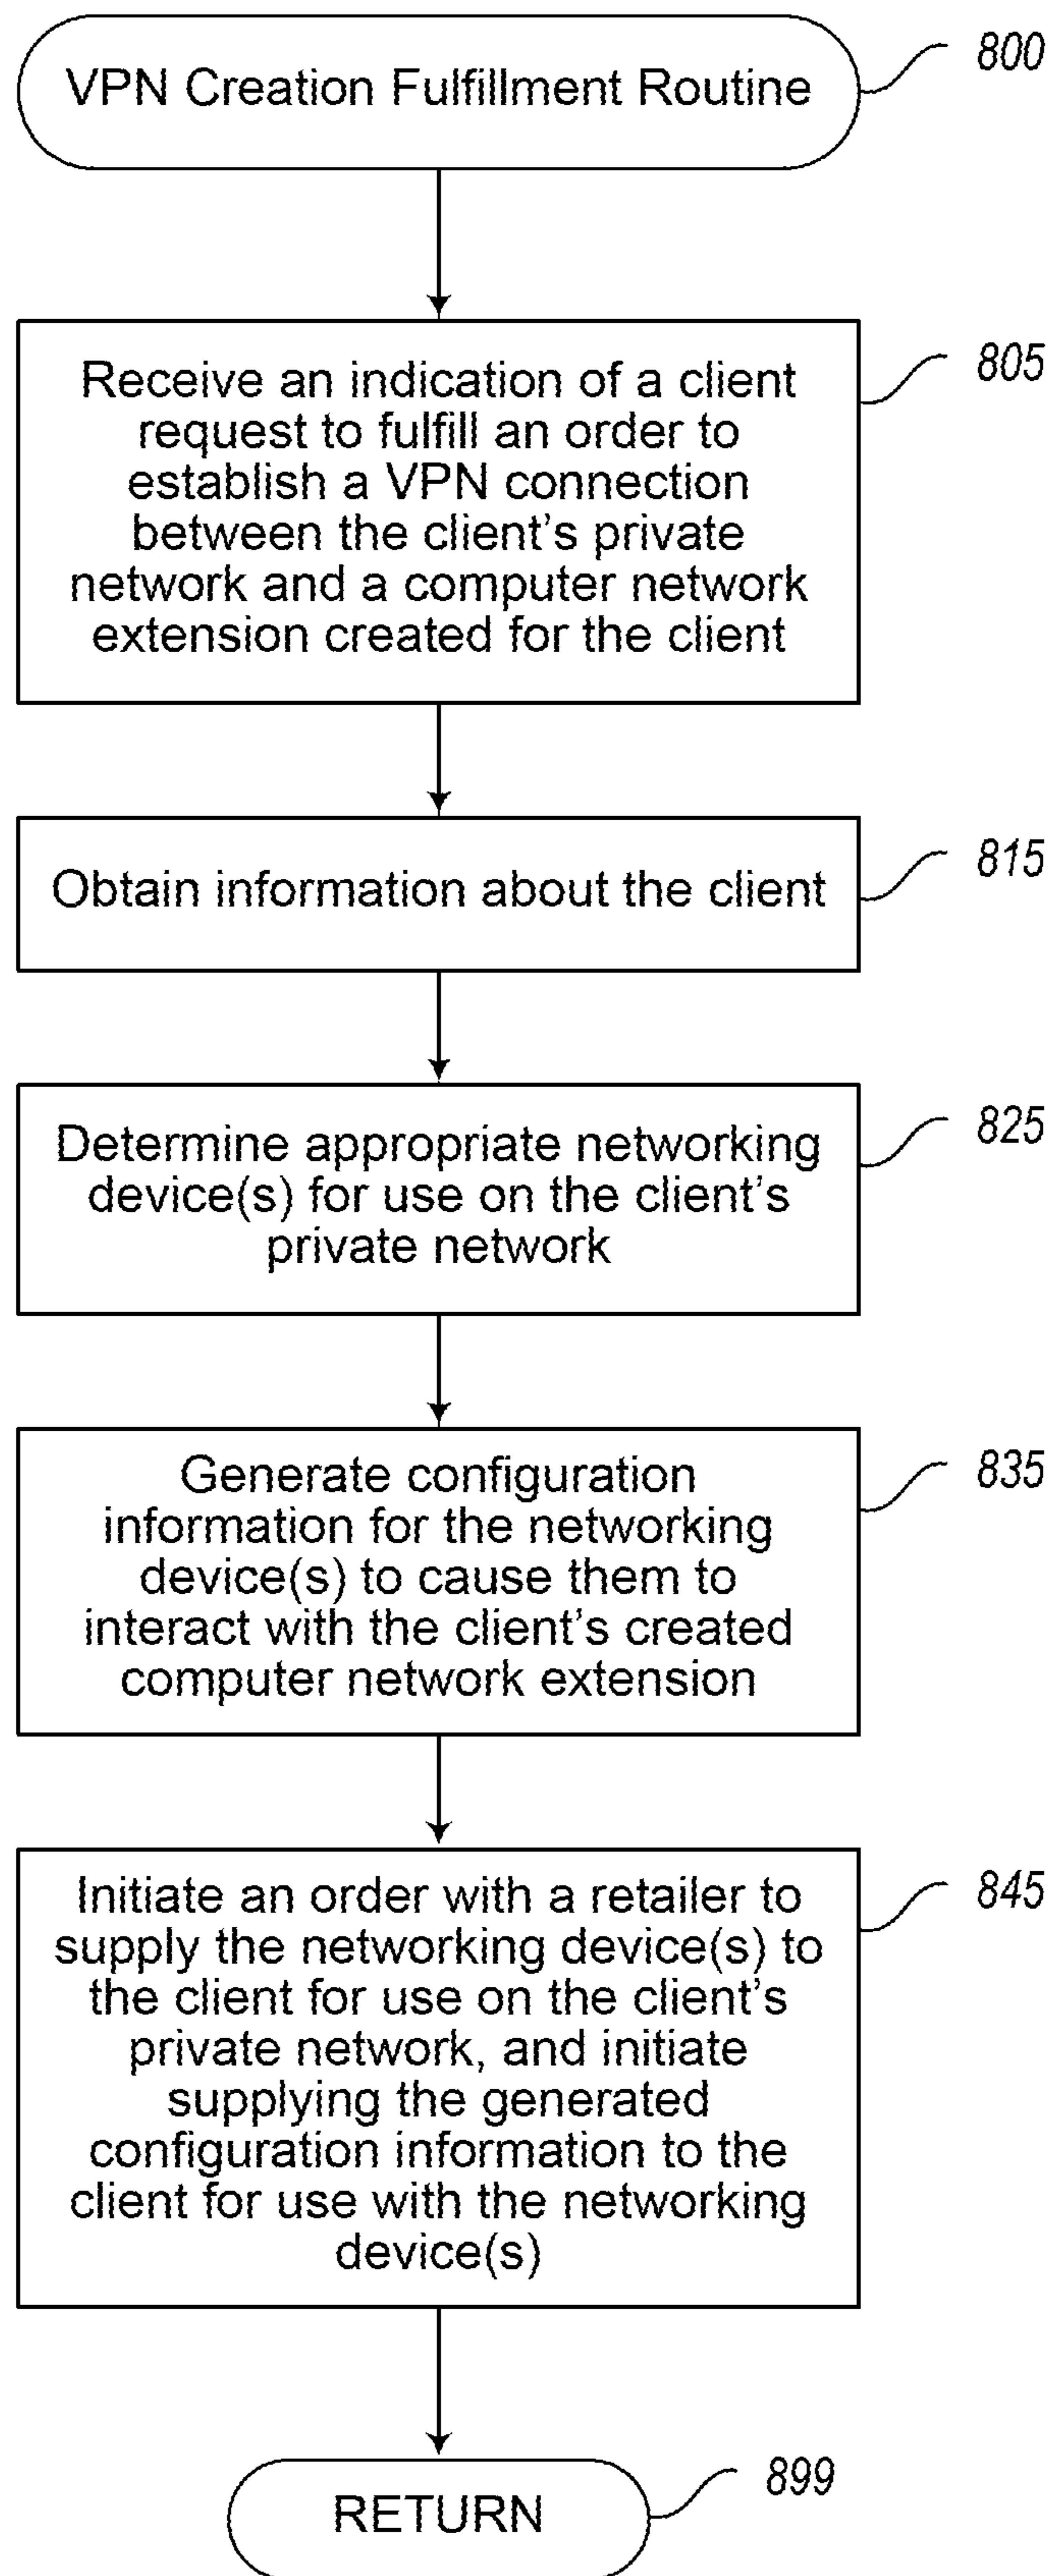 VPN Creation Fulfillment Routine
800
Receive an indication of a client
request to fulfill an order to
establish a VPN connection
between the client's private
network and a computer network
extension created for the client
805
Obtain information about the client
815
Determine appropriate networking
device(s) for use on the client's
private network
825
Generate configuration
information for the networking
device(s) to cause them to
interact with the client's created
computer network extension
835
Initiate an order with a retailer to
supply the networking device(s) to
the client for use on the client's
private network, and initiate
supplying the generated
configuration information to the
client for use with the networking
device(s)
845
RETURN
899